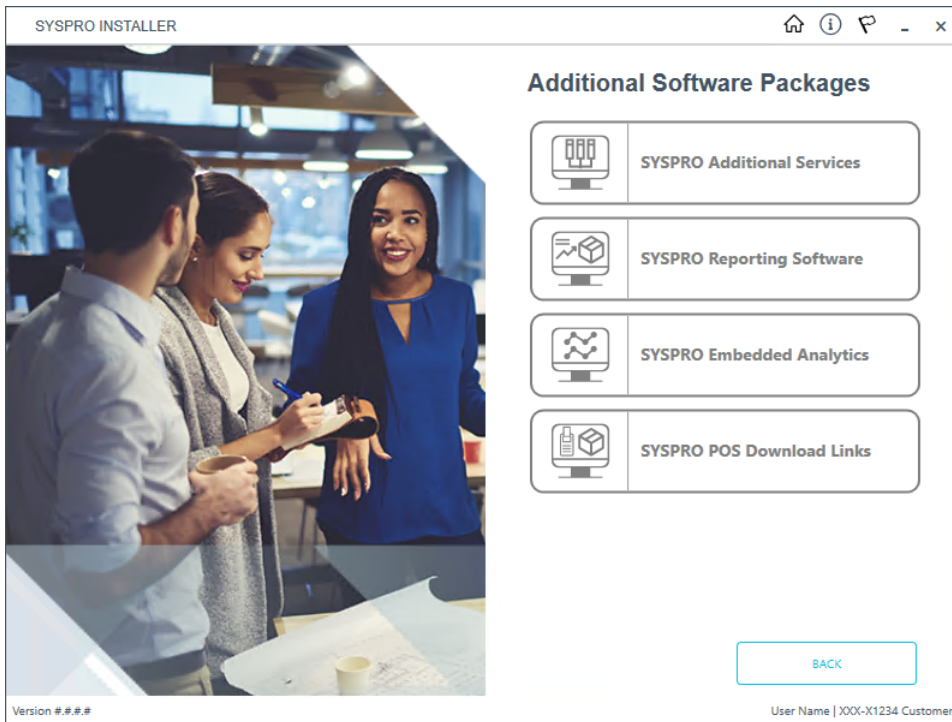 SYSPRO INSTALLER
Additional Software Packages
SYSPRO Additional Services
SYSPRO Reporting Software
SYSPRO Embedded Analytics
SYSPRO POS Download Links
BACK
Version #.#.#.#
User Name | XXX-X1234 Customer